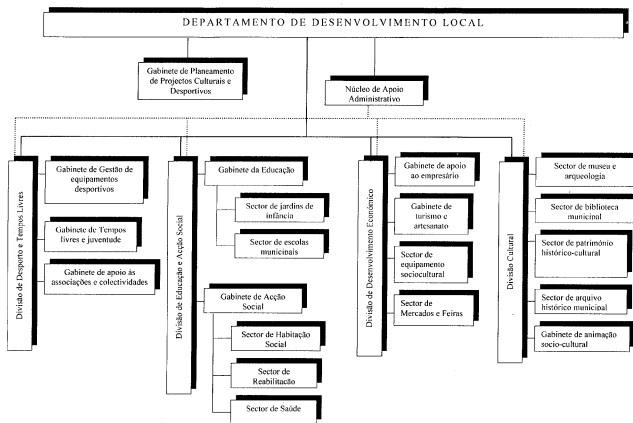 DEPARTAMENTO DE DESENVOLVIMENTO LOCAL
Gabinete de Planeamento
de Projectos Culturais e
Desportivos
Núcleo de Apoio
Administrativo
Divisão de Desporto e Tempos Livres
Gabinete de Gestão de
equipamentos
desportivos
Gabinete de Tempos
livres e juventude
Gabinete de apoio ás
associações e colectividades
Divisão de Educação e Acção Social
Gabinete da Educação
Sector de jardins de
infância
Sector de escolas
municipais
Gabinete de Acção
Social
Sector de Habitação
Social
Sector de
Reabilitacão
Sector de Saúde
Divisão de Desenvolvimento Económico
Gabinete de apoio
ao empresário
Gabinete de
turismo e
artesanato
Sector de
equipamento
sociocultural
Sector de
Mercados e Feiras
Divisão Cultural
Sector de museu e
arqueologia
Sector de biblioteca
municipal
Sector de património
histórico-cultural
Sector de arquivo
histórico municipal
Gabinete de animação
socio-cultural